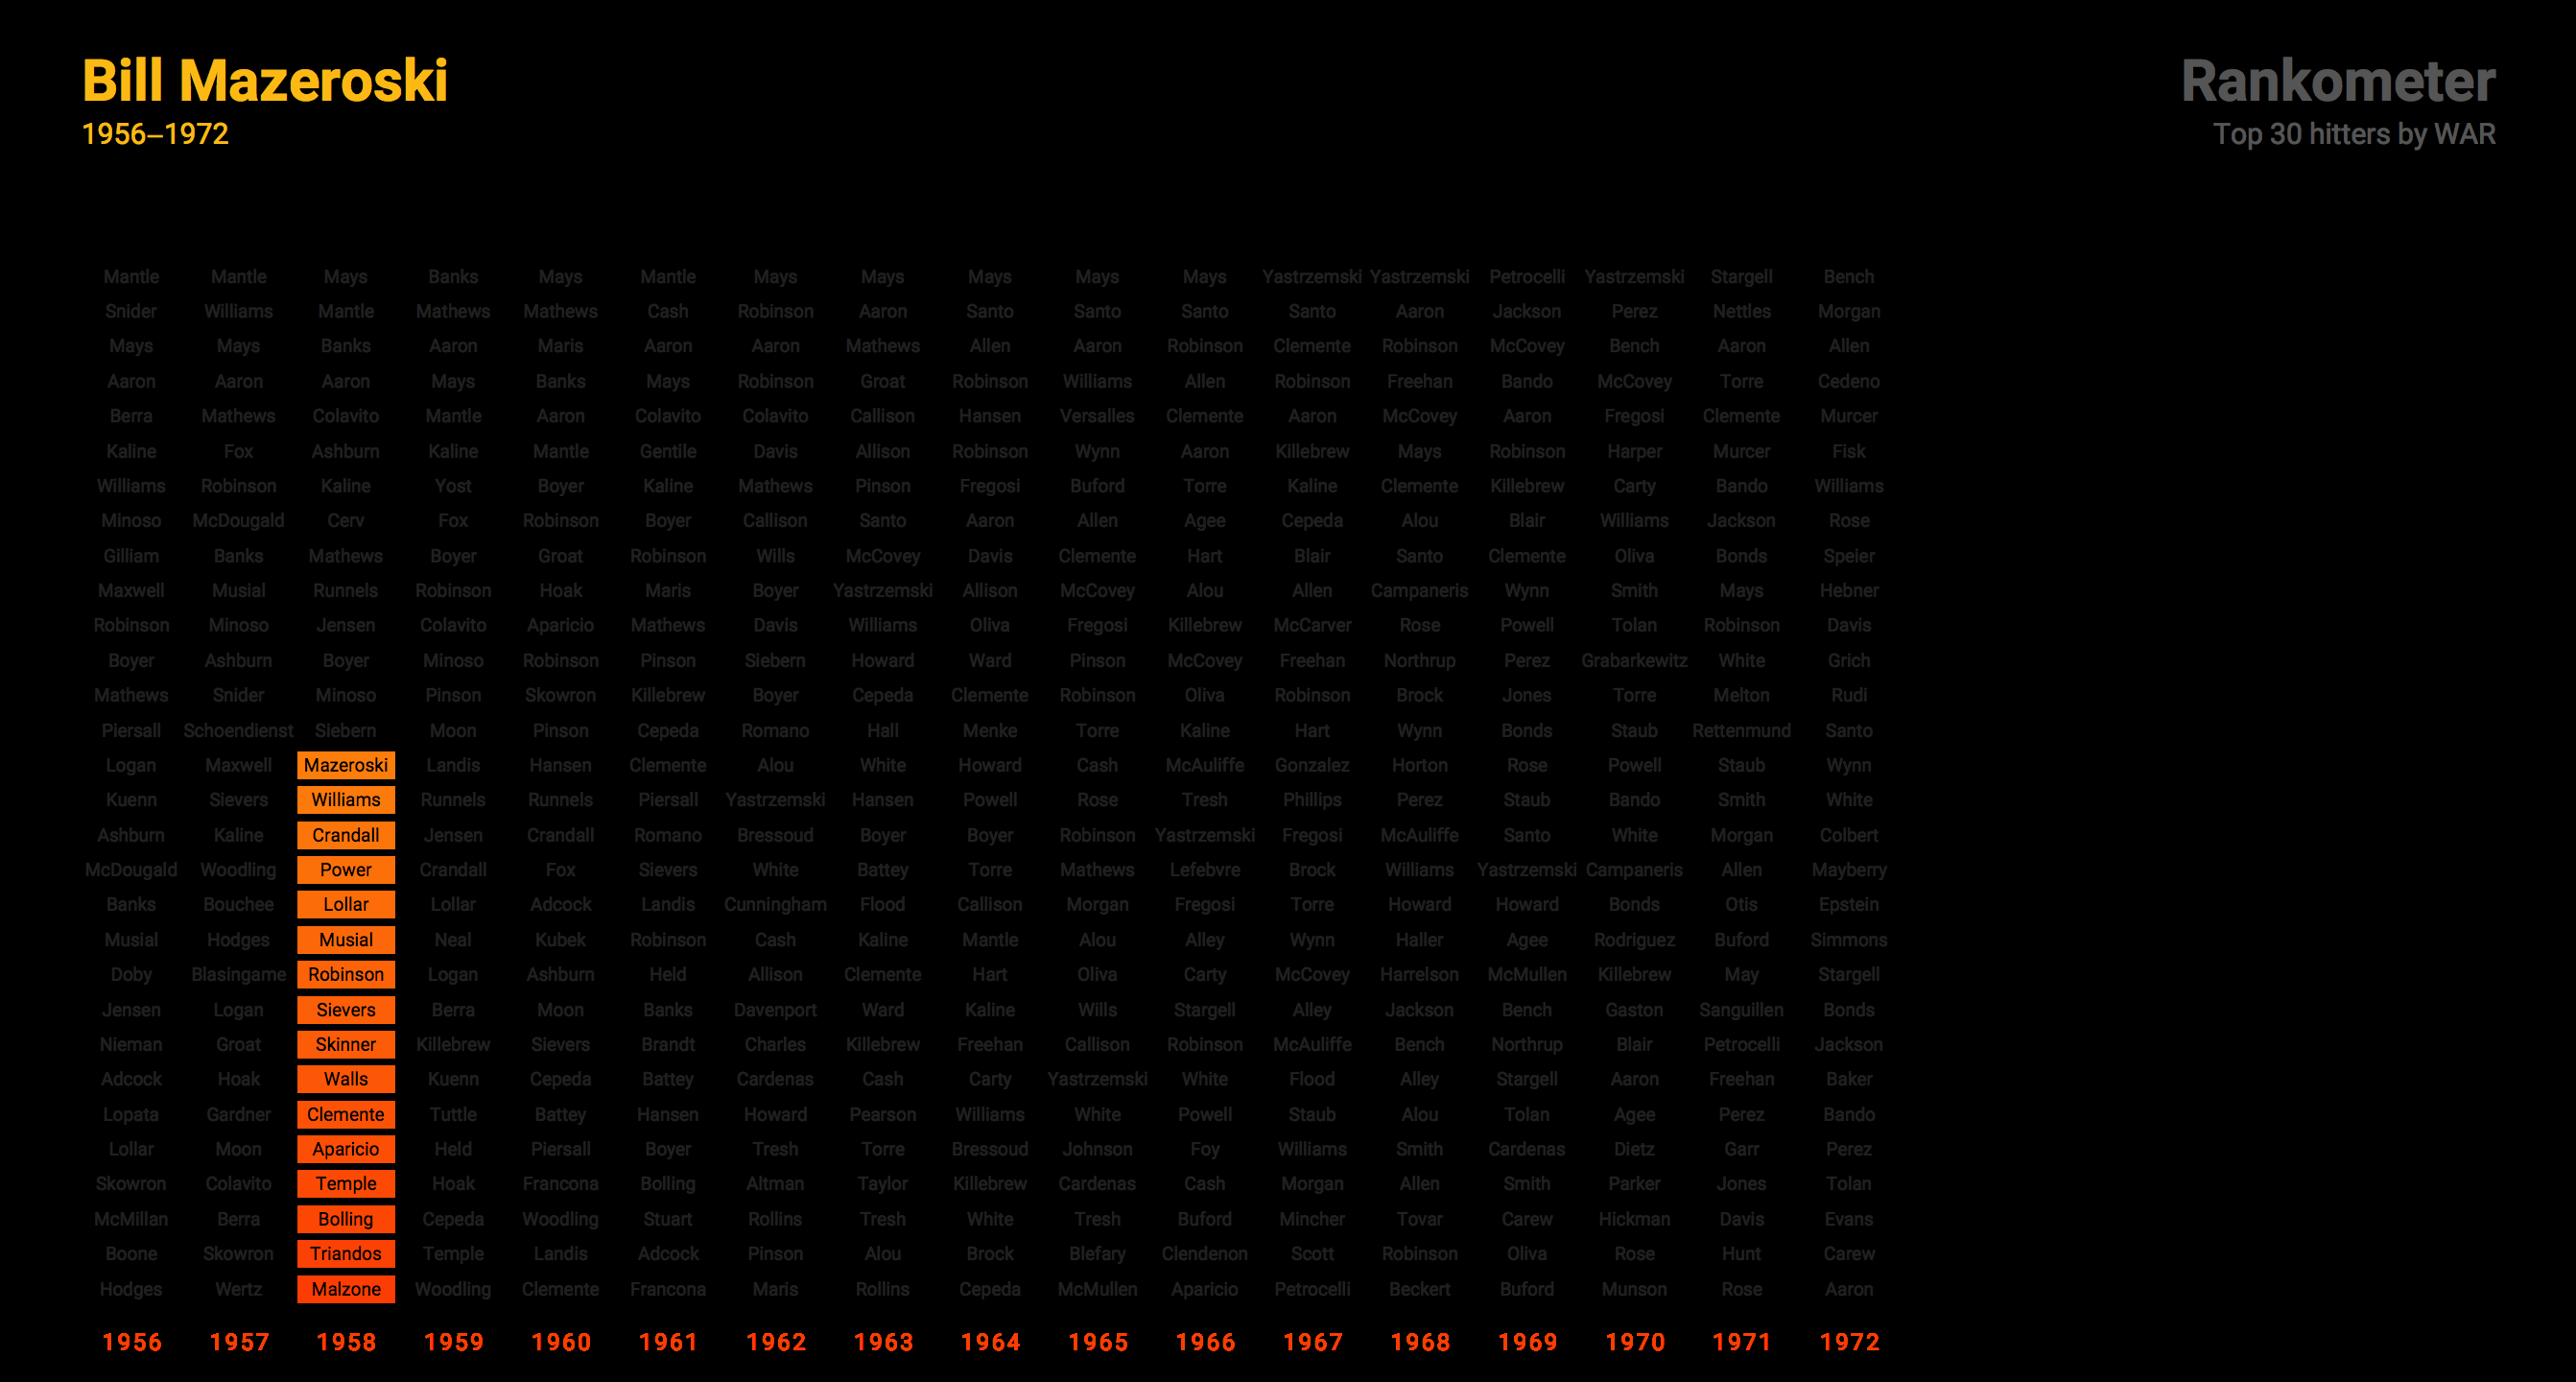 Bill Mazeroski Rankometer
1956–1972 Top 30 hitters by WAR
Mantle Mantle Mays Banks Mays Mantle Mays Mays Mays Mays Mays Yastrzemski Yastrzemski Petrocelli Yastrzemski Stargell Bench
Snider Williams Mantle Mathews Mathews Cash Robinson Aaron Santo Santo Santo Santo Aaron Jackson Perez Nettles Morgan
Mays Mays Banks Aaron Maris Aaron Aaron Mathews Allen Aaron Robinson Clemente Robinson McCovey Bench Aaron Allen
Aaron Aaron Aaron Mays Banks Mays Robinson Groat Robinson Williams Allen Robinson Freehan Bando McCovey Torre Cedeno
Berra Mathews Colavito Mantle Aaron Colavito Colavito Callison Hansen Versalles Clemente Aaron McCovey Aaron Fregosi Clemente Murcer
Kaline Fox Ashburn Kaline Mantle Gentile Davis Allison Robinson Wynn Aaron Killebrew Mays Robinson Harper Murcer Fisk
Williams Robinson Kaline Yost Boyer Kaline Mathews Pinson Fregosi Buford Torre Kaline Clemente Killebrew Carty Bando Williams
Minoso McDougald Cerv Fox Robinson Boyer Callison Santo Aaron Allen Agee Cepeda Alou Blair Williams Jackson Rose
Gilliam Banks Mathews Boyer Groat Robinson Wills McCovey Davis Clemente Hart Blair Santo Clemente Oliva Bonds Speier
Maxwell Musial Runnels Robinson Hoak Maris Boyer Yastrzemski Allison McCovey Alou Allen Campaneris Wynn Smith Mays Hebner
Robinson Minoso Jensen Colavito Aparicio Mathews Davis Williams Oliva Fregosi Killebrew McCarver Rose Powell Tolan Robinson Davis
Boyer Ashburn Boyer Minoso Robinson Pinson Siebern Howard Ward Pinson McCovey Freehan Northrup Perez Grabarkewitz White Grich
Mathews Snider Minoso Pinson Skowron Killebrew Boyer Cepeda Clemente Robinson Oliva Robinson Brock Jones Torre Melton Rudi
Piersall Schoendienst Siebern Moon Pinson Cepeda Romano Hall Menke Torre Kaline Hart Wynn Bonds Staub Rettenmund Santo
Logan Maxwell Mazeroski Landis Hansen Clemente Alou White Howard Cash McAuliffe Gonzalez Horton Rose Powell Staub Wynn
Kuenn Sievers Williams Runnels Runnels Piersall Yastrzemski Hansen Powell Rose Tresh Phillips Perez Staub Bando Smith White
Ashburn Kaline Crandall Jensen Crandall Romano Bressoud Boyer Boyer Robinson Yastrzemski Fregosi McAuliffe Santo White Morgan Colbert
McDougald Woodling Power Crandall Fox Sievers White Battey Torre Mathews Lefebvre Brock Williams Yastrzemski Campaneris Allen Mayberry
Banks Bouchee Lollar Lollar Adcock Landis Cunningham Flood Callison Morgan Fregosi Torre Howard Howard Bonds Otis Epstein
Musial Hodges Musial Neal Kubek Robinson Cash Kaline Mantle Alou Alley Wynn Haller Agee Rodriguez Buford Simmons
Doby Blasingame Robinson Logan Ashburn Held Allison Clemente Hart Oliva Carty McCovey Harrelson McMullen Killebrew May Stargell
Jensen Logan Sievers Berra Moon Banks Davenport Ward Kaline Wills Stargell Alley Jackson Bench Gaston Sanguillen Bonds
Nieman Groat Skinner Killebrew Sievers Brandt Charles Killebrew Freehan Callison Robinson McAuliffe Bench Northrup Blair Petrocelli Jackson
Adcock Hoak Walls Kuenn Cepeda Battey Cardenas Cash Carty Yastrzemski White Flood Alley Stargell Aaron Freehan Baker
Lopata Gardner Clemente Tuttle Battey Hansen Howard Pearson Williams White Powell Staub Alou Tolan Agee Perez Bando
Lollar Moon Aparicio Held Piersall Boyer Tresh Torre Bressoud Johnson Foy Williams Smith Cardenas Dietz Garr Perez
Skowron Colavito Temple Hoak Francona Bolling Altman Taylor Killebrew Cardenas Cash Morgan Allen Smith Parker Jones Tolan
McMillan Berra Bolling Cepeda Woodling Stuart Rollins Tresh White Tresh Buford Mincher Tovar Carew Hickman Davis Evans
Boone Skowron Triandos Temple Landis Adcock Pinson Alou Brock Blefary Clendenon Scott Robinson Oliva Rose Hunt Carew
Hodges Wertz Malzone Woodling Clemente Francona Maris Rollins Cepeda McMullen Aparicio Petrocelli Beckert Buford Munson Rose Aaron
1956 1957 1958 1959 1960 1961 1962 1963 1964 1965 1966 1967 1968 1969 1970 1971 1972